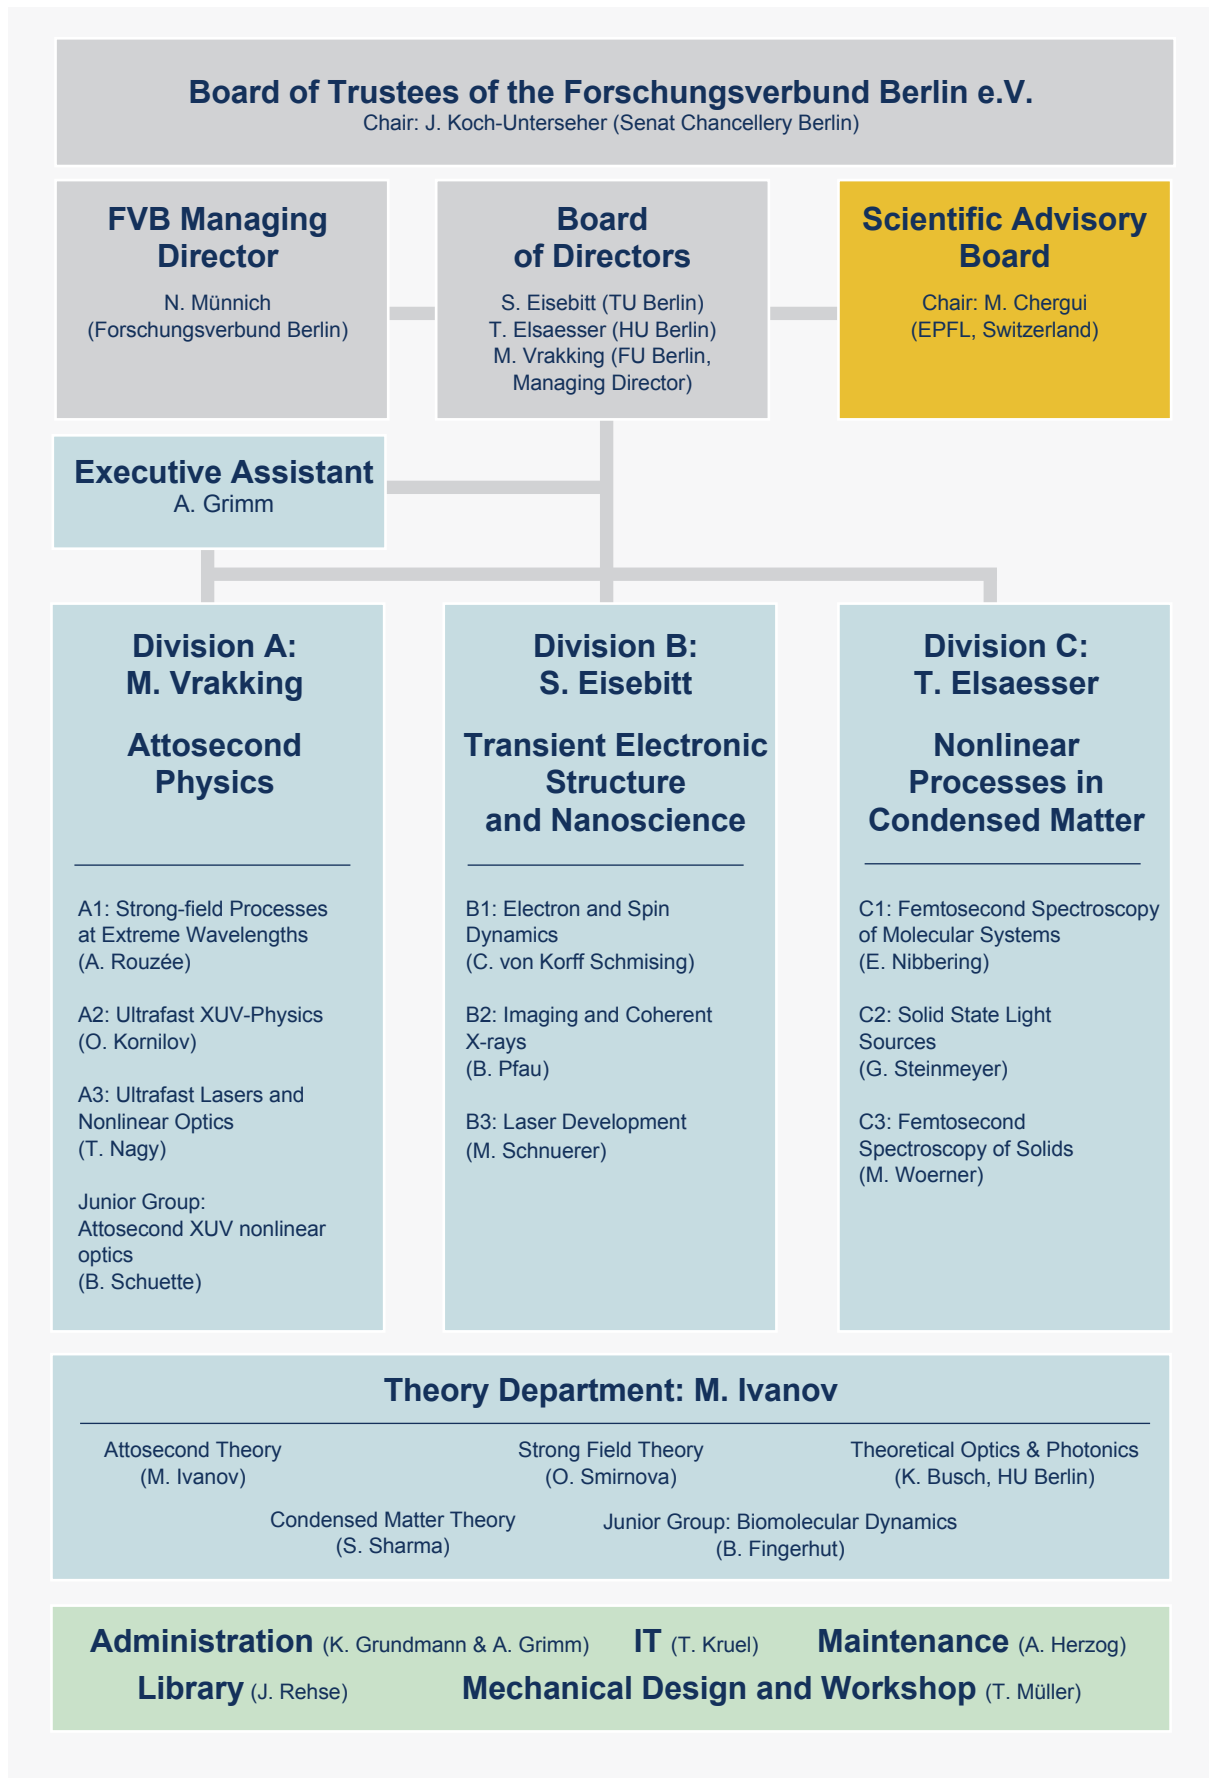 Board of Trustees of the Forschungsverbund Berlin e.V.
Chair: J. Koch-Unterseher (Senat Chancellery Berlin)
FVB Managing
Director
N. Münnich
(Forschungsverbund Berlin)
Board
of Directors
S. Eisebitt (TU Berlin)
T. Elsaesser (HU Berlin)
M. Vrakking (FU Berlin,
Managing Director)
Scientific Advisory
Board
Chair: M. Chergui
(EPFL, Switzerland)
Executive Assistant
A. Grimm
Division A:
M. Vrakking
Attosecond
Physics
A1: Strong-field Processes
at Extreme Wavelengths
(A. Rouzée)
A2: Ultrafast XUV-Physics
(O. Kornilov)
A3: Ultrafast Lasers and
Nonlinear Optics
(T. Nagy)
Junior Group:
Attosecond XUV nonlinear
optics
(B. Schuette)
Division B:
S. Eisebitt
Transient Electronic
Structure
and Nanoscience
B1: Electron and Spin
Dynamics
(C. von Korff Schmising)
B2: Imaging and Coherent
X-rays
(B. Pfau)
B3: Laser Development
(M. Schnuerer)
Division C:
T. Elsaesser
Nonlinear
Processes in
Condensed Matter
C1: Femtosecond Spectroscopy
of Molecular Systems
(E. Nibbering)
C2: Solid State Light
Sources
(G. Steinmeyer)
C3: Femtosecond
Spectroscopy of Solids
(M. Woerner)
Theory Department: M. Ivanov
Attosecond Theory
(M. Ivanov)
Strong Field Theory
(O. Smirnova)
Theoretical Optics & Photonics
(K. Busch, HU Berlin)
Condensed Matter Theory
(S. Sharma)
Junior Group: Biomolecular Dynamics
(B. Fingerhut)
Administration (K. Grundmann & A. Grimm) IT (T. Kruel) Maintenance (A. Herzog)
Library (J. Rehse) Mechanical Design and Workshop (T. Müller)